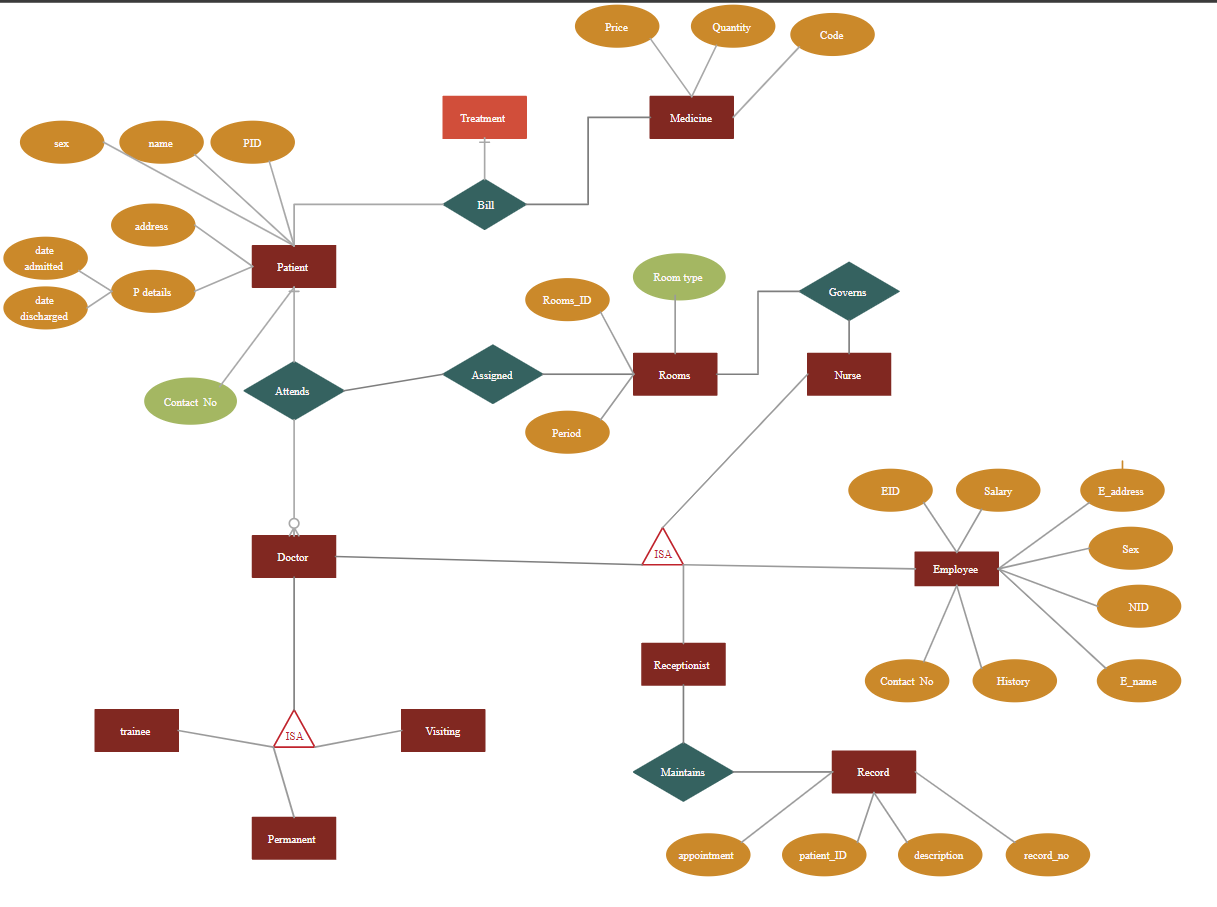 Price
Quantity
Code
Treatment
Medicine
sex
name
PID
Bill
address
date
admitted
Patient
P details
date
discharged
Room type
Rooms_ID
Governs
Contact No
Attends
Assigned
Rooms
Nurse
Period
EID
Salary
E_address
Doctor
ISA
Employee
Sex
NID
Receptionist
Contact No
History
E_name
trainee
ISA
Visiting
Maintains
Record
Permanent
appointment
patient_ID
description
record_no